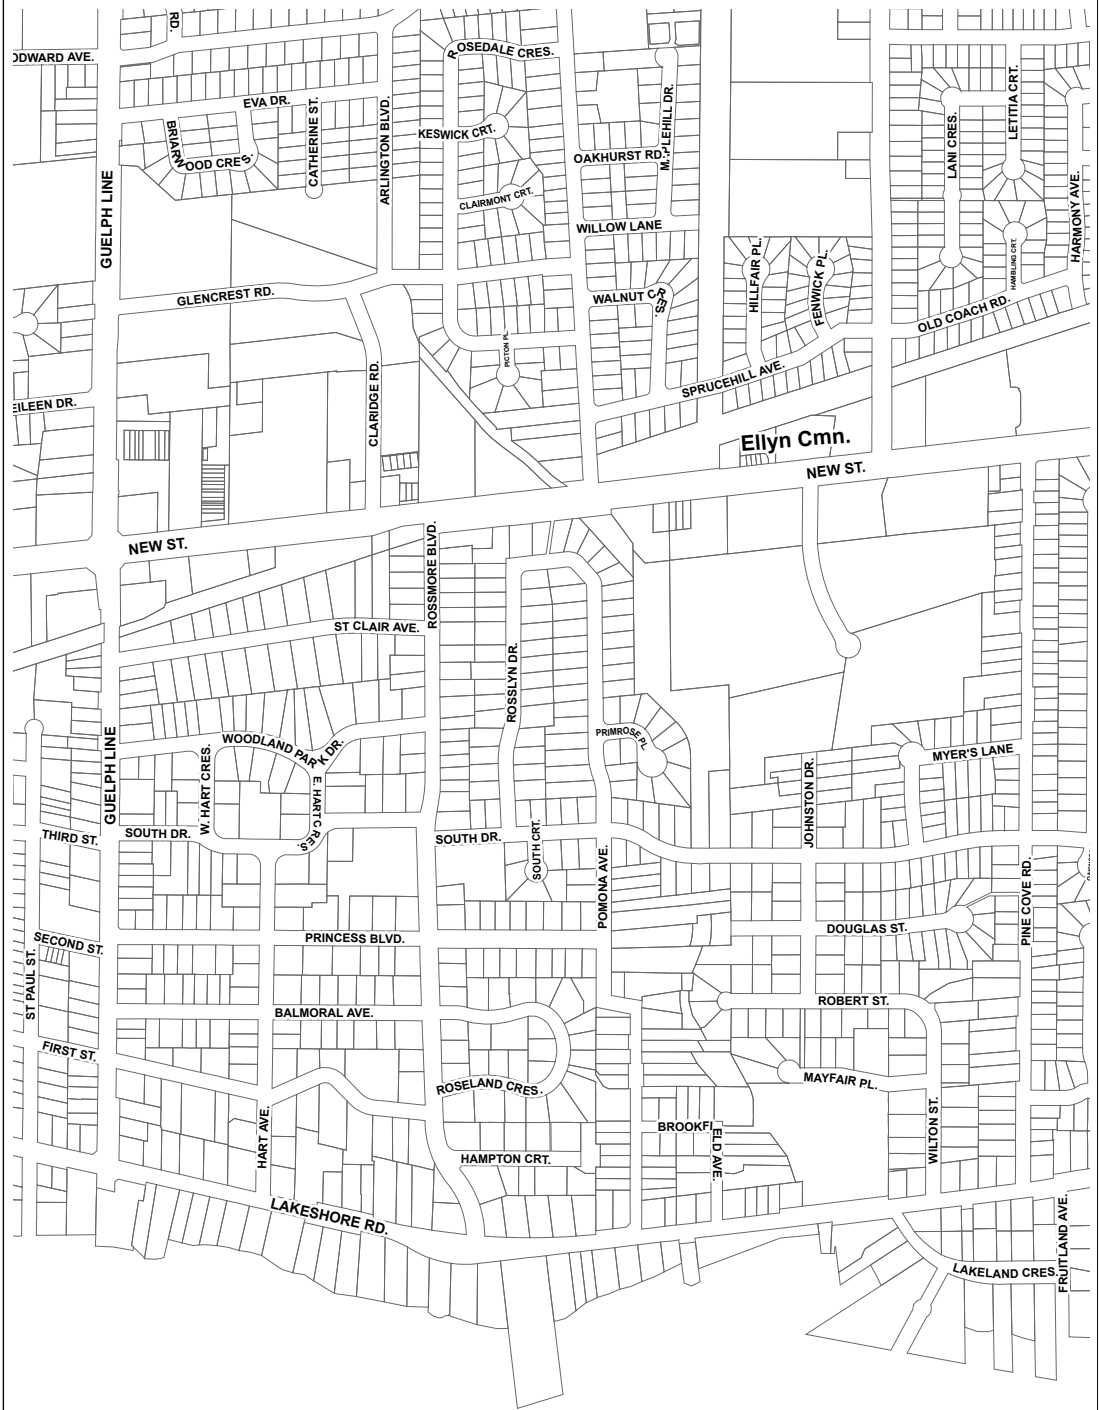 RD.
ODWARD AVE.
ROSEDALE CRES.
EVA DR.
CATHERINE ST.
ARLINGTON BLVD.
KESWICK CRT.
MAPLEHILL DR.
LETITIA CRT.
LANI CRES.
BRIARWOOD CRES.
OAKHURST RD.
CLAIRMONT CRT.
GUELPH LINE
WILLOW LANE
HARMONY AVE.
HAMBLING CRT.
HILLFAIR PL.
FENWICK PL.
GLENCREST RD.
WALNUT CRES.
OLD COACH RD.
PICTON PL.
SPRUCEHILL AVE.
EILEEN DR.
CLARIDGE RD.
Ellyn Cmn.
NEW ST.
NEW ST.
ROSSMORE BLVD.
ST CLAIR AVE.
ROSSLYN DR.
PRIMROSE PL
WOODLAND PARK DR.
MYER'S LANE
GUELPH LINE
W. HART CRES.
E. HART CRES.
JOHNSTON DR.
THIRD ST.
SOUTH DR.
SOUTH DR.
SOUTH CRT.
POMONA AVE.
PINE COVE RD.
SECOND ST.
PRINCESS BLVD.
DOUGLAS ST.
ST PAUL ST.
BALMORAL AVE.
ROBERT ST.
FIRST ST.
ROSELAND CRES.
MAYFAIR PL.
HART AVE.
BROOKFIELD AVE.
WILTON ST.
HAMPTON CRT.
LAKESHORE RD.
FRUITLAND AVE.
LAKELAND CRES.